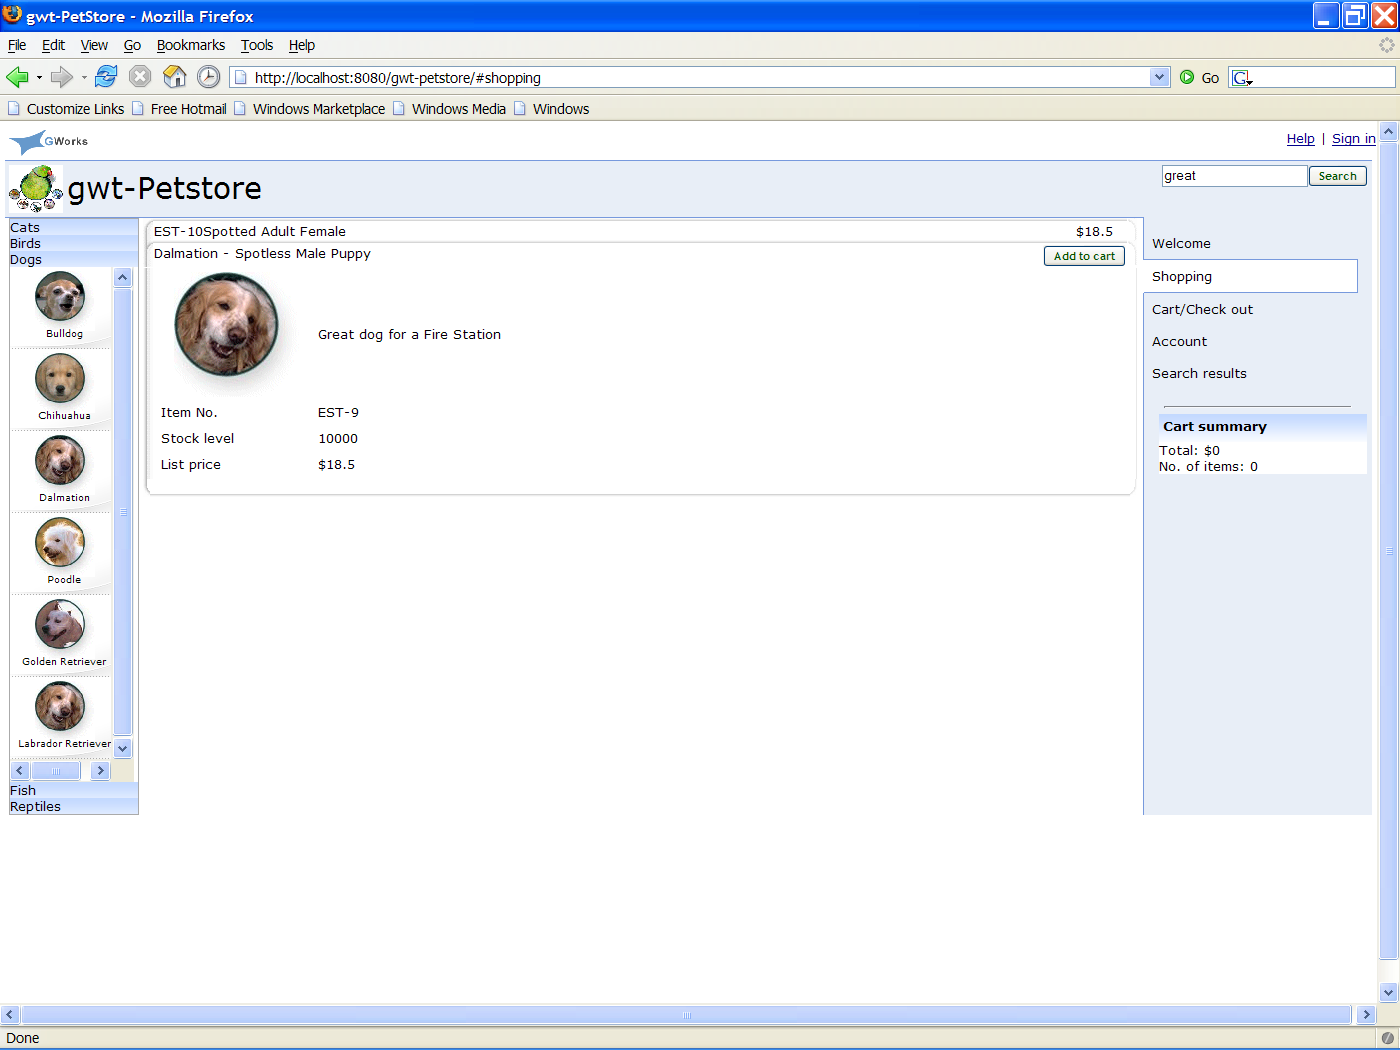 gwt-PetStore - Mozilla Firefox
File Edit View Go Bookmarks Tools Help
http://localhost:8080/gwt-petstore/#shopping Go G
Customize Links Free Hotmail Windows Marketplace Windows Media Windows
GWorks Help | Sign in
gwt-Petstore great Search
Cats
Birds
Dogs
Bulldog
Chihuahua
Dalmation
Poodle
Golden Retriever
Labrador Retriever
Fish
Reptiles
EST-10Spotted Adult Female $18.5
Dalmation - Spotless Male Puppy Add to cart
Great dog for a Fire Station
Item No. EST-9
Stock level 10000
List price $18.5
Welcome
Shopping
Cart/Check out
Account
Search results
Cart summary
Total: $0
No. of items: 0
Done